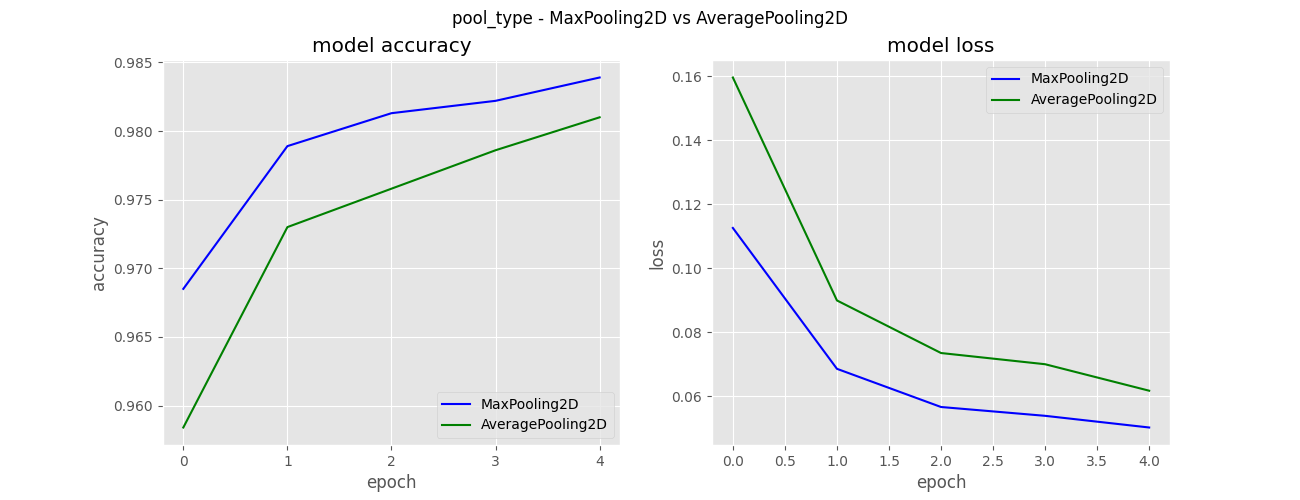 pool_type - MaxPooling2D vs AveragePooling2D
model accuracy
0.985
0.980
0.975
0.970
0.965
0.960
accuracy
0 1 2 3 4
epoch
MaxPooling2D
AveragePooling2D
model loss
0.16
0.14
0.12
0.10
0.08
0.06
loss
0.0 0.5 1.0 1.5 2.0 2.5 3.0 3.5 4.0
epoch
MaxPooling2D
AveragePooling2D